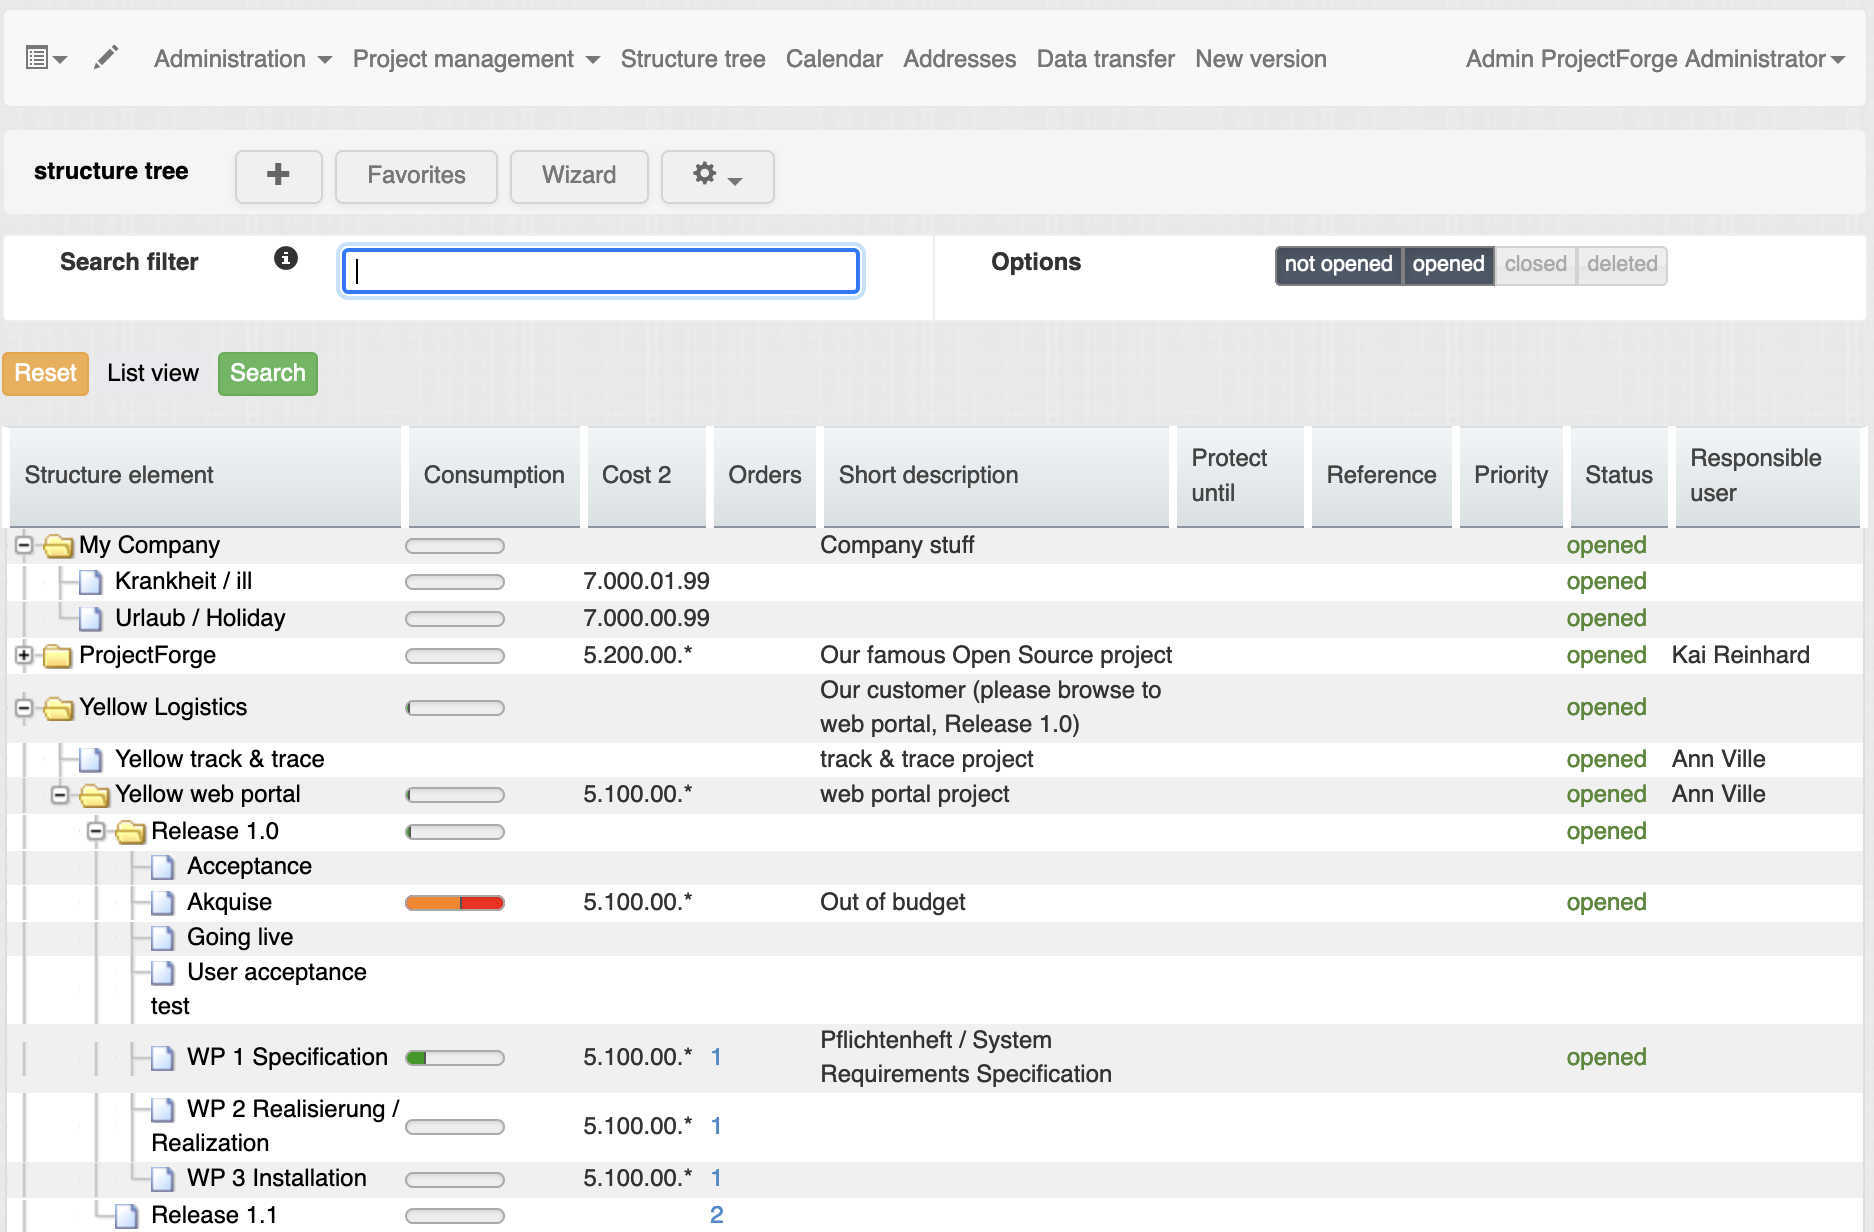 Administration Project management Structure tree Calendar Addresses Data transfer New version Admin ProjectForge Administrator
structure tree Favorites Wizard
Search filter Options not opened opened closed deleted
Reset List view Search
Structure element Consumption Cost 2 Orders Short description Protect until Reference Priority Status Responsible user
My Company Company stuff opened
Krankheit / ill 7.000.01.99 opened
Urlaub / Holiday 7.000.00.99 opened
ProjectForge 5.200.00.* Our famous Open Source project opened Kai Reinhard
Yellow Logistics Our customer (please browse to web portal, Release 1.0) opened
Yellow track & trace track & trace project opened Ann Ville
Yellow web portal 5.100.00.* web portal project opened Ann Ville
Release 1.0 opened
Acceptance
Akquise 5.100.00.* Out of budget opened
Going live
User acceptance test
WP 1 Specification 5.100.00.* 1 Pflichtenheft / System Requirements Specification opened
WP 2 Realisierung / Realization 5.100.00.* 1
WP 3 Installation 5.100.00.* 1
Release 1.1 2